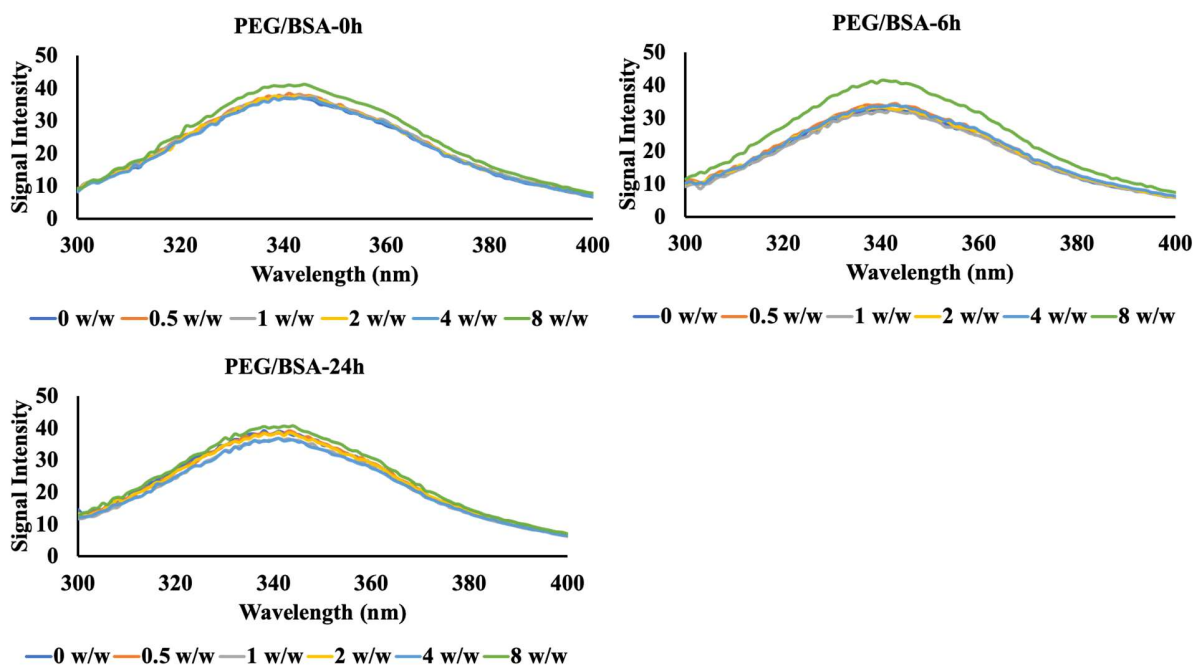 PEG/BSA-0h
50
40
30
20
10
0
Signal Intensity
300 320 340 360 380 400
Wavelength (nm)
0 w/w 0.5 w/w 1 w/w 2 w/w 4 w/w 8 w/w
PEG/BSA-6h
50
40
30
20
10
0
Signal Intensity
300 320 340 360 380 400
Wavelength (nm)
0 w/w 0.5 w/w 1 w/w 2 w/w 4 w/w 8 w/w
PEG/BSA-24h
50
40
30
20
10
0
Signal Intensity
300 320 340 360 380 400
Wavelength (nm)
0 w/w 0.5 w/w 1 w/w 2 w/w 4 w/w 8 w/w